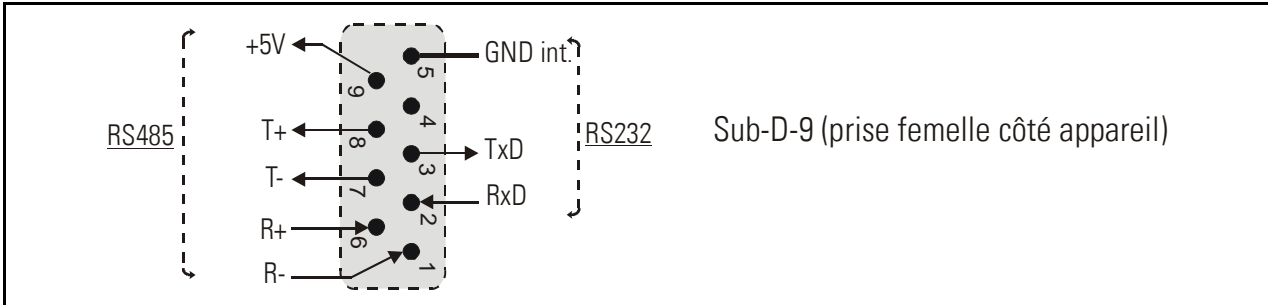 +5V
GND int.
5
9
4
RS485
T+
8
RS232
Sub-D-9 (prise femelle côté appareil)
3
TxD
T-
7
RxD
2
R+
6
R-
1